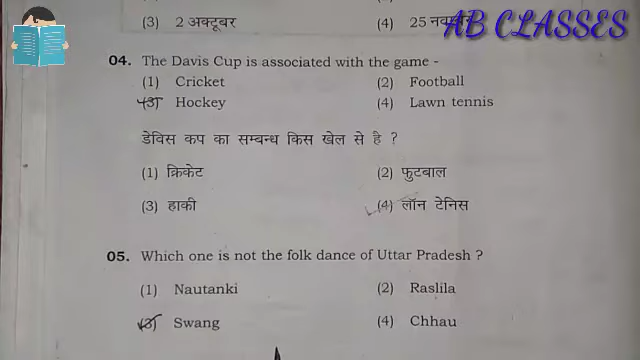 AB CLASSES
(3) 2 अक्टूबर (4) 25 नवम्बर
04. The Davis Cup is associated with the game -
(1) Cricket (2) Football
(3) Hockey (4) Lawn tennis
डेविस कप का सम्बन्ध किस खेल से है ?
(1) क्रिकेट (2) फुटबाल
(3) हाकी (4) लॉन टेनिस
05. Which one is not the folk dance of Uttar Pradesh ?
(1) Nautanki (2) Raslila
(3) Swang (4) Chhau